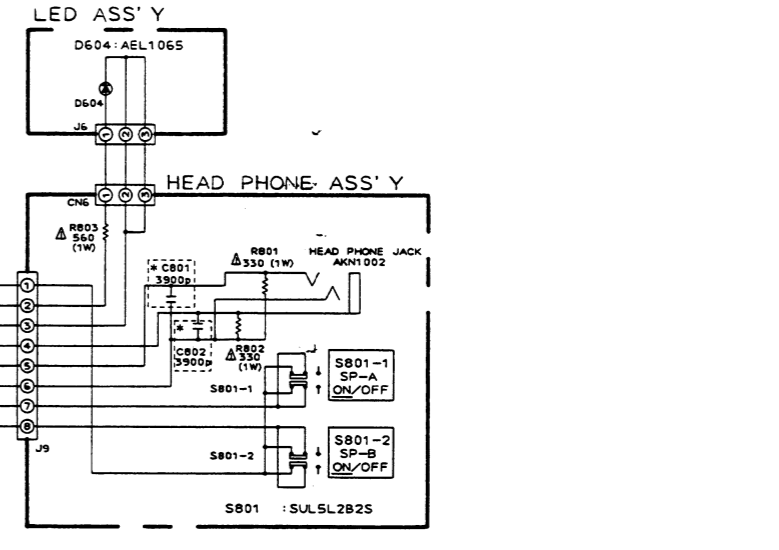 LED ASS'Y
D604:AEL1065
D604
J6
1 2 3
HEAD PHONE ASS'Y
CN6
1 2 3
R803
560
(1W)
R801
330 (1W)
HEAD PHONE JACK
AKN1002
* C801
3900p
1
2
3
4
5
6
7
8
J9
*
C802
3900p
R802
330
(1W)
S801-1
S801-1
SP-A
ON/OFF
S801-2
S801-2
SP-B
ON/OFF
S801 :SUL5L2B2S